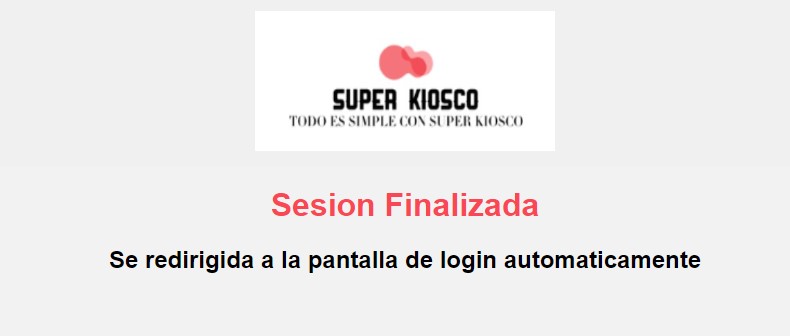 SUPER KIOSCO
TODO ES SIMPLE CON SUPER KIOSCO
Sesion Finalizada
Se redirigida a la pantalla de login automaticamente